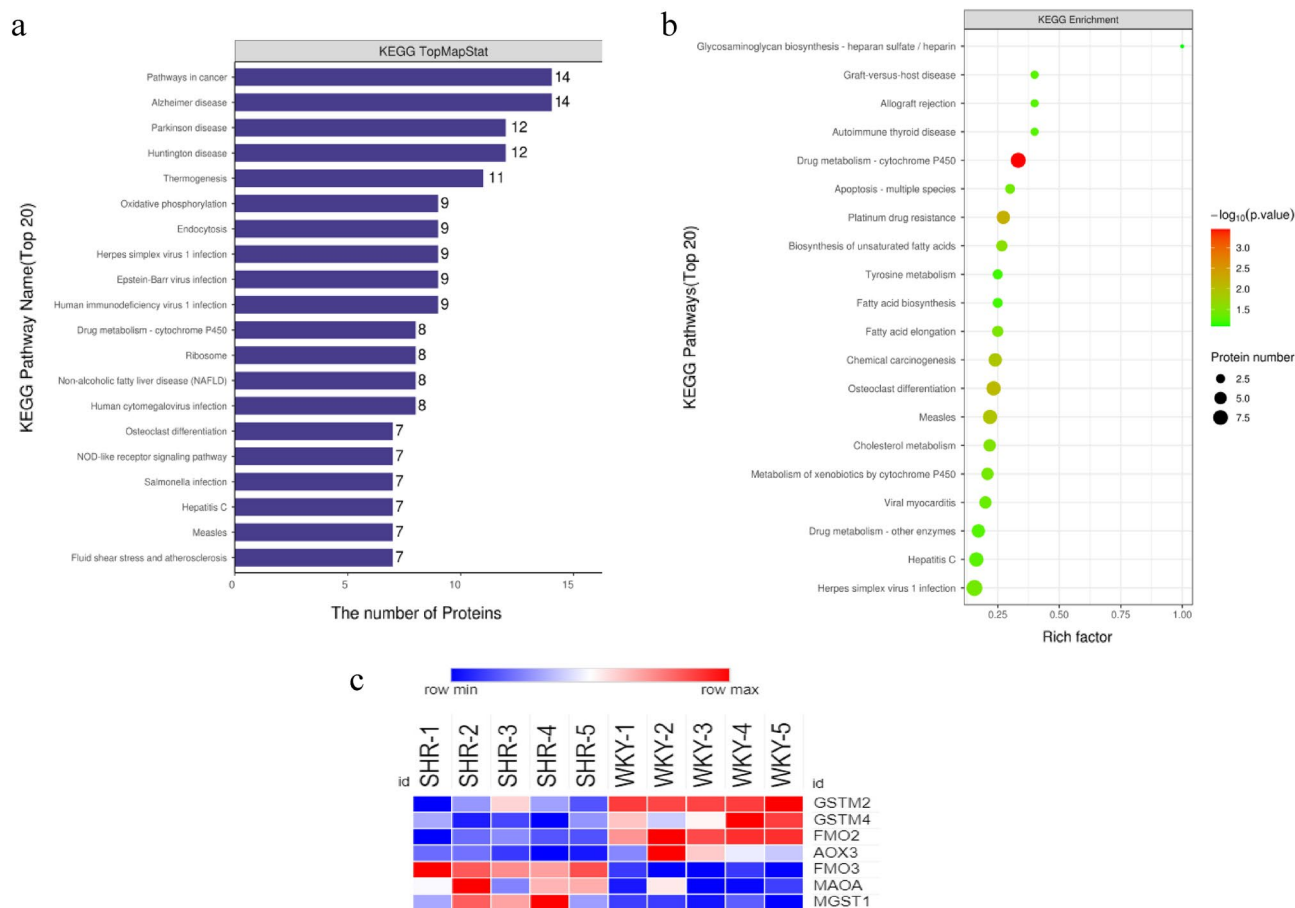 a
KEGG TopMapStat
KEGG Pathway Name(Top 20)
Pathways in cancer 14
Alzheimer disease 14
Parkinson disease 12
Huntington disease 12
Thermogenesis 11
Oxidative phosphorylation 9
Endocytosis 9
Herpes simplex virus 1 infection 9
Epstein-Barr virus infection 9
Human immunodeficiency virus 1 infection 9
Drug metabolism - cytochrome P450 8
Ribosome 8
Non-alcoholic fatty liver disease (NAFLD) 8
Human cytomegalovirus infection 8
Osteoclast differentiation 7
NOD-like receptor signaling pathway 7
Salmonella infection 7
Hepatitis C 7
Measles 7
Fluid shear stress and atherosclerosis 7
0 5 10 15
The number of Proteins
b
KEGG Enrichment
KEGG Pathways(Top 20)
Glycosaminoglycan biosynthesis - heparan sulfate / heparin
Graft-versus-host disease
Allograft rejection
Autoimmune thyroid disease
Drug metabolism - cytochrome P450
Apoptosis - multiple species
Platinum drug resistance
Biosynthesis of unsaturated fatty acids
Tyrosine metabolism
Fatty acid biosynthesis
Fatty acid elongation
Chemical carcinogenesis
Osteoclast differentiation
Measles
Cholesterol metabolism
Metabolism of xenobiotics by cytochrome P450
Viral myocarditis
Drug metabolism - other enzymes
Hepatitis C
Herpes simplex virus 1 infection
0.25 0.50 0.75 1.00
Rich factor
−log₁₀(p.value)
3.0
2.5
2.0
1.5
Protein number
2.5
5.0
7.5
c
row min row max
id SHR-1 SHR-2 SHR-3 SHR-4 SHR-5 WKY-1 WKY-2 WKY-3 WKY-4 WKY-5 id
GSTM2
GSTM4
FMO2
AOX3
FMO3
MAOA
MGST1